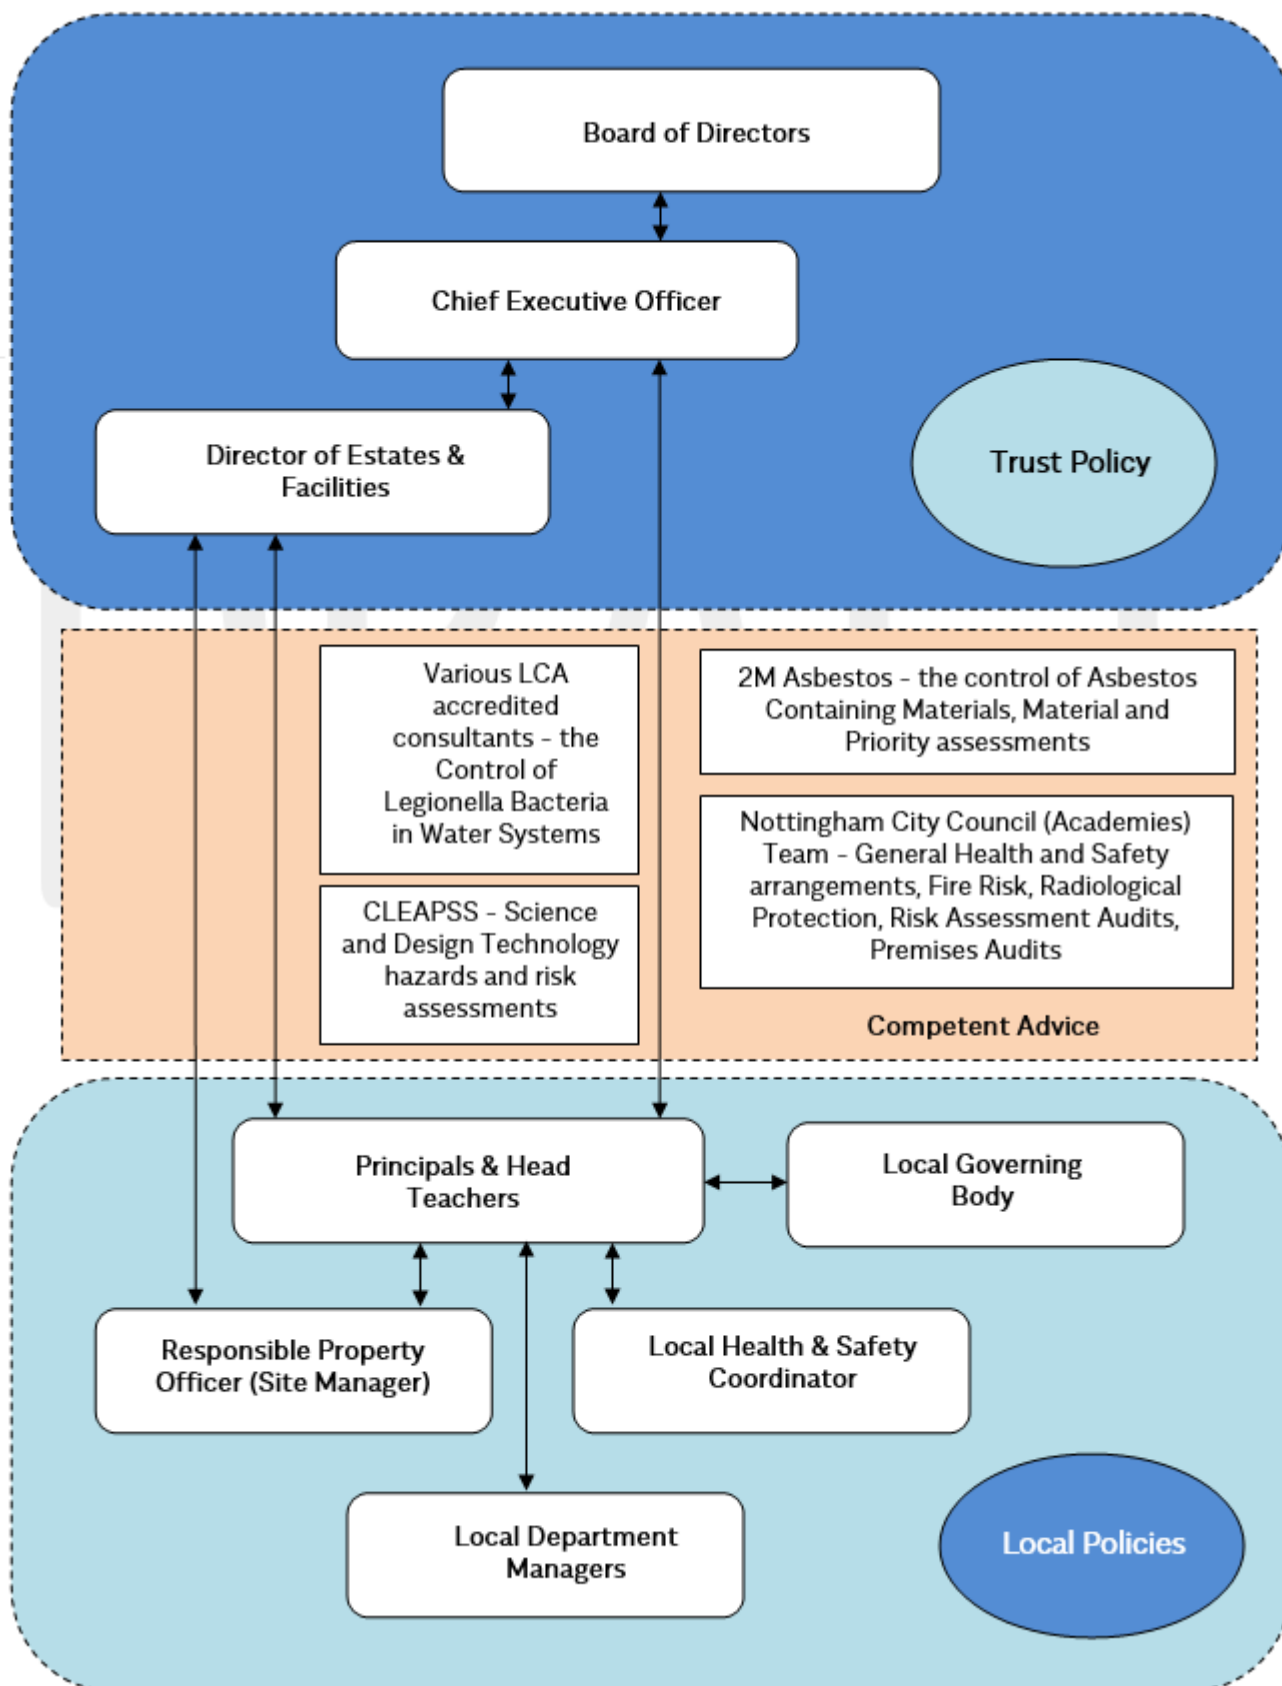 Board of Directors
Chief Executive Officer
Director of Estates &
Facilities
Trust Policy
Various LCA
accredited
consultants – the
Control of
Legionella Bacteria
in Water Systems
2M Asbestos – the control of Asbestos
Containing Materials, Material and
Priority assessments
CLEAPSS – Science
and Design Technology
hazards and risk
assessments
Nottingham City Council (Academies)
Team – General Health and Safety
arrangements, Fire Risk, Radiological
Protection, Risk Assessment Audits,
Premises Audits
Competent Advice
Principals & Head
Teachers
Local Governing
Body
Responsible Property
Officer (Site Manager)
Local Health & Safety
Coordinator
Local Department
Managers
Local Policies